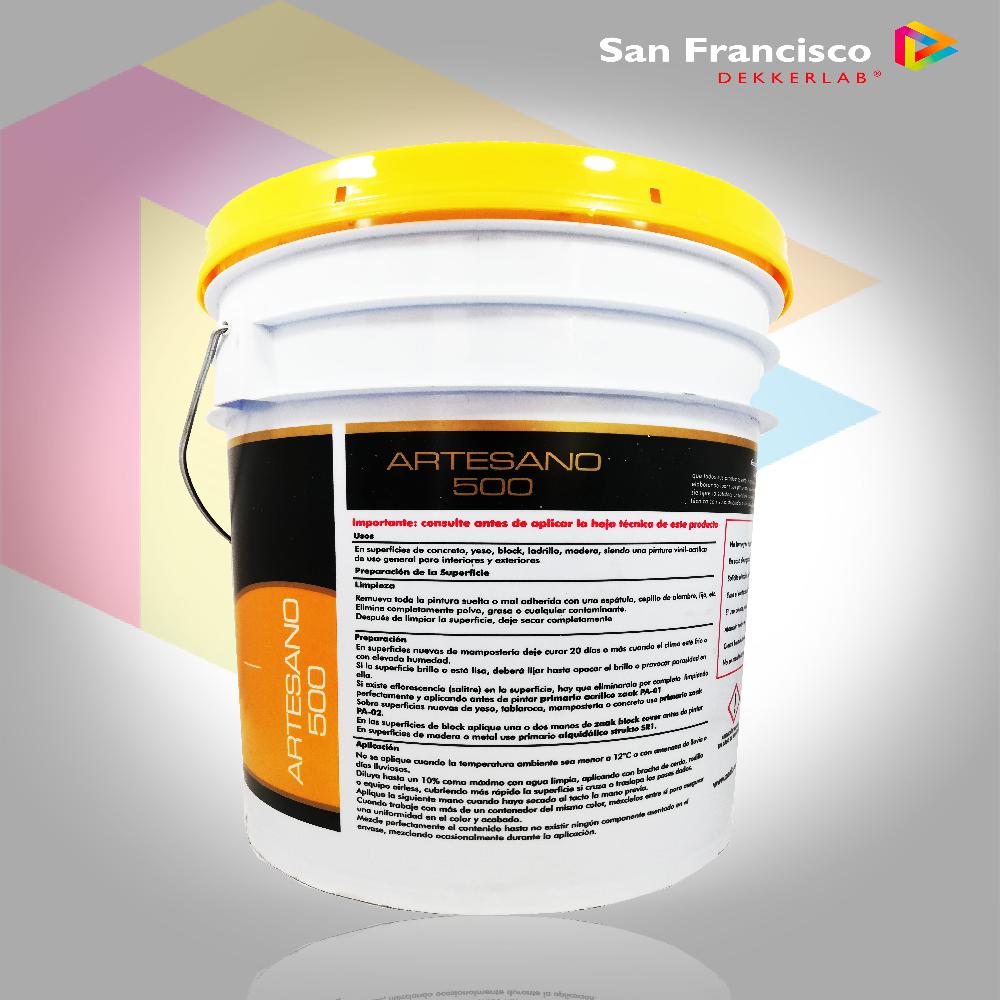 San Francisco
DEKKERLAB®
ARTESANO
500
que todos sus
Importante: consulte antes de aplicar la hoja técnica de este producto
Usos
En superficies de concreto, yeso, block, ladrillo, madera, siendo una pintura vinil-acrílica
de uso general para interiores y exteriores
Preparación de la Superficie
Limpieza
Remueva toda la pintura suelta o mal adherida con una espátula, cepillo de alambre, lija, etc.
Elimine completamente polvo, grasa o cualquier contaminante.
Después de limpiar la superficie, deje secar completamente
Preparación
En superficies nuevas de mampostería deje curar 20 días o más cuando el clima esté frío o
con elevada humedad.
Si la superficie brilla o está lisa, deberá lijar hasta opacar el brillo o provocar porosidad en
ella.
Si existe eflorescencia (salitre) en la superficie, hay que eliminarala por completo limpiando
perfectamente y aplicando antes de pintar primario acrílico zaak PA-01
Sobre superficies nuevas de yeso, tablaroca, mampostería o concreto use primario zaak
PA-02.
En las superficies de block aplique una o dos manos de zaak block cover antes de pintar
En superficies de madera o metal use primario alquidálico strukio SR1.
Aplicación
No se aplique cuando la temperatura ambiente sea menor a 12°C o con amenaza de lluvia o
días lluviosos.
Diluya hasta un 10% como máximo con agua limpia, aplicando con brocha de cerda, rodillo
o equipo airless, cubriendo más rápido la superficie si cruza o traslapa las pasos dados.
Aplique la siguiente mano cuando haya secado al tacto la mano previa.
Cuando trabaje con más de un contenedor del mismo color, mézclelos entre sí para asegurar
una uniformidad en el color y acabado.
Mezcle perfectamente el contenido hasta no existir ningún componente asentado en el
envase, mezclando ocasionalmente durante la aplicación.
ARTESANO
500